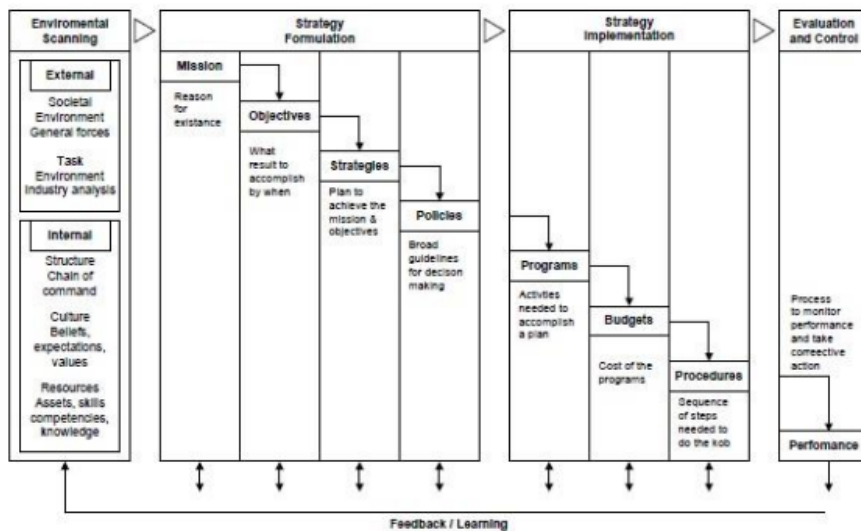 Enviromental
Scanning
Strategy
Formulation
Strategy
Implementation
Evaluation
and Control
External
Societal
Environment
General forces
Task
Environment
Industry analysis
Internal
Structure
Chain of
command
Culture
Beliefs,
expectations,
values
Resources
Assets, skills
competencies,
knowledge
Mission
Reason
for
existance
Objectives
What
result to
accomplish
by when
Strategies
Plan to
achieve the
mission &
objectives
Policies
Broad
guidelines
for decison
making
Programs
Activties
needed to
accomplish
a plan
Budgets
Cost of the
programs
Procedures
Sequence
of steps
needed to
do the kob
Process
to monitor
performance
and take
correective
action
Perfomance
Feedback / Learning